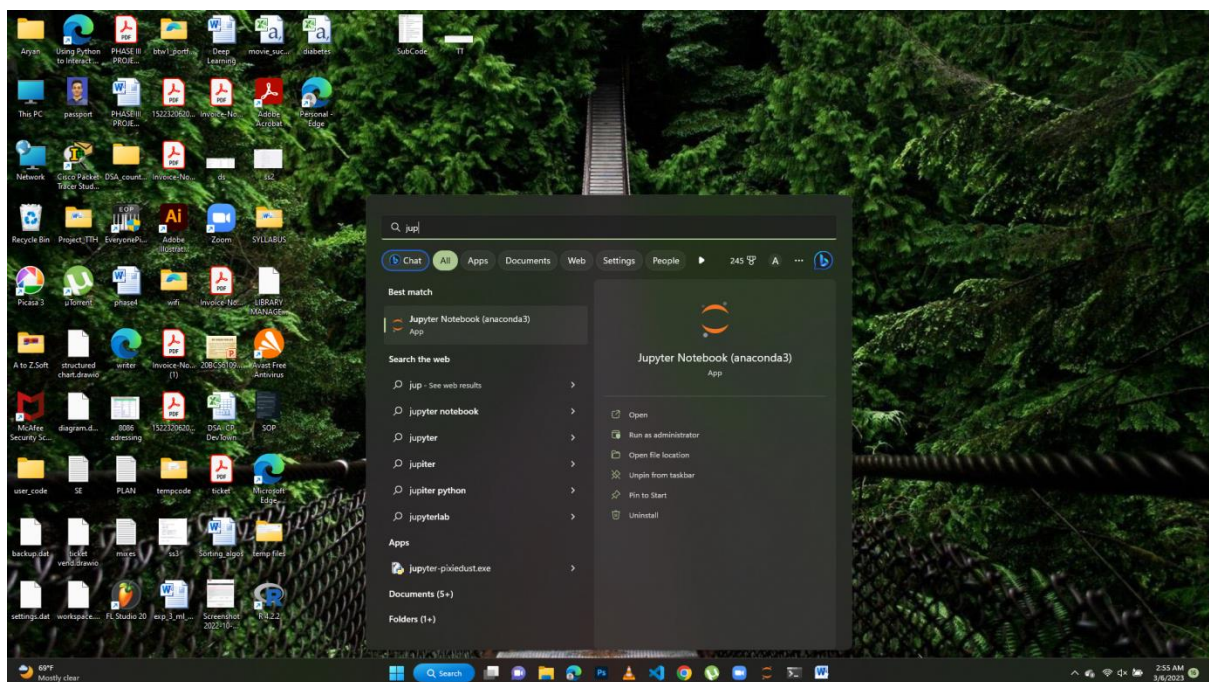 Aryan
Using Python
to Interact ...
PHASE III
PROJE...
btw1_portf...
Deep
Learning
movie_suc...
diabetes
SubCode
TT
This PC
passport
PHASE III
PROJE...
1522320620...
Invoice-No...
Adobe
Acrobat
Personal -
Edge
Network
Cisco Packet
Tracer Stud...
DSA_count...
Invoice-No...
ds
ss2
Recycle Bin
Project_TTH
EveryonePi...
Adobe
Illustrat...
Zoom
SYLLABUS
Picasa 3
µTorrent
phase4
wifi
Invoice-No...
LIBRARY
MANAGE...
A to Z.Soft
structured
chart.drawio
writer
Invoice-No...
(1)
20BCS6109...
Avast Free
Antivirus
McAfee
Security Sc...
diagram.d...
8086
adressing
1522320620...
DSA-CP
DevTown
SOP
user_code
SE
PLAN
tempcode
ticket
Microsoft
Edge
backup.dat
ticket
vend.drawio
mixes
ss3
Sorting_algos
temp files
settings.dat
workspace....
FL Studio 20
exp_3_ml_...
Screenshot
2022-10-...
R 4.2.2
jup
Chat
All
Apps
Documents
Web
Settings
People
245
A
...
Best match
Jupyter Notebook (anaconda3)
App
Search the web
jup - See web results
jupyter notebook
jupyter
jupiter
jupiter python
jupyterlab
Apps
jupyter-pixiedust.exe
Documents (5+)
Folders (1+)
Jupyter Notebook (anaconda3)
App
Open
Run as administrator
Open file location
Unpin from taskbar
Pin to Start
Uninstall
69°F
Mostly clear
Search
2:55 AM
3/6/2023